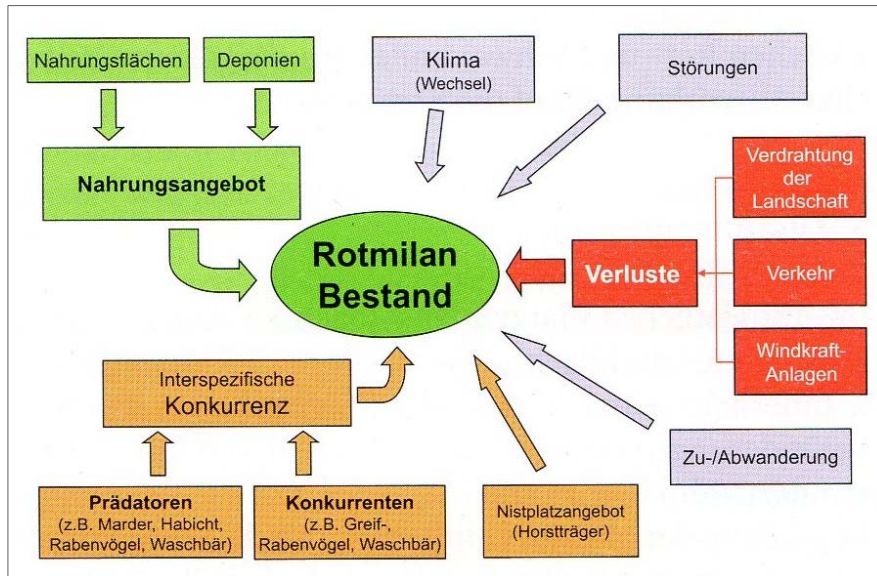 Nahrungsflächen
Deponien
Klima
(Wechsel)
Störungen
Nahrungsangebot
Verdrahtung
der
Landschaft
Rotmilan
Bestand
Verluste
Verkehr
Windkraft-
Anlagen
Interspezifische
Konkurrenz
Zu-/Abwanderung
Prädatoren
(z.B. Marder, Habicht,
Rabenvögel, Waschbär)
Konkurrenten
(z.B. Greif-,
Rabenvögel, Waschbär)
Nistplatzangebot
(Horstträger)